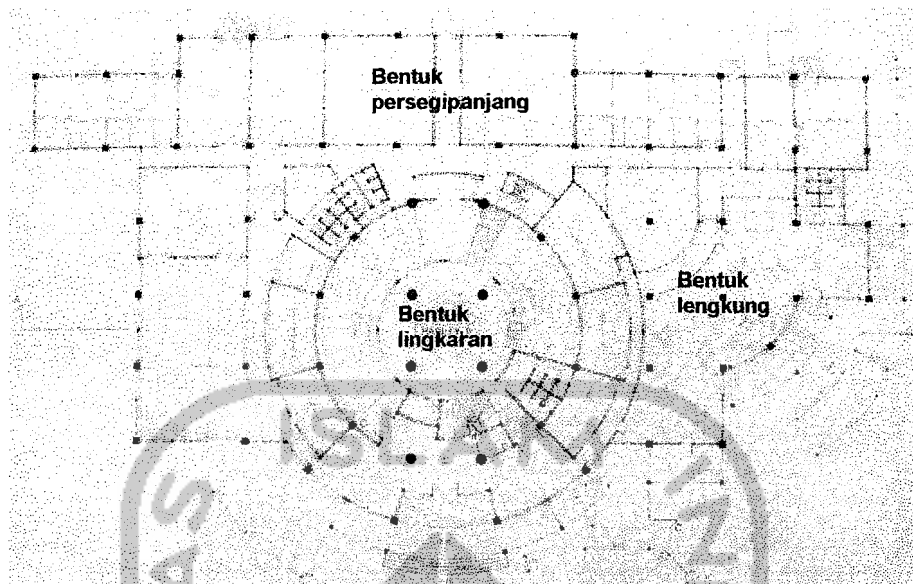 Bentuk
persegipanjang
Bentuk
lengkung
Bentuk
lingkaran
ISLAM